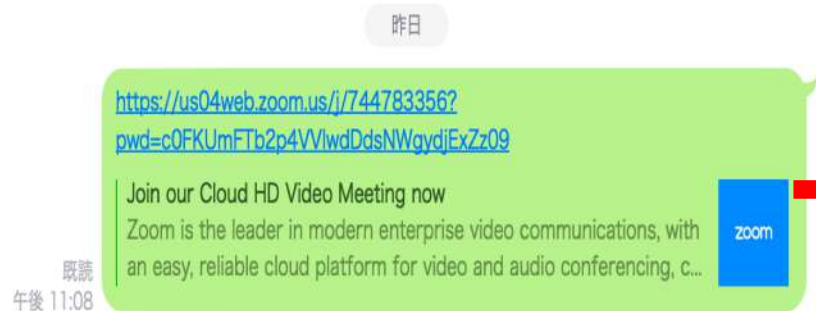 昨日
https://us04web.zoom.us/j/744783356?
pwd=c0FKUmFTb2p4VVlwdDdsNWgydjExZz09
Join our Cloud HD Video Meeting now
Zoom is the leader in modern enterprise video communications, with
an easy, reliable cloud platform for video and audio conferencing, c...
zoom
既読
午後 11:08